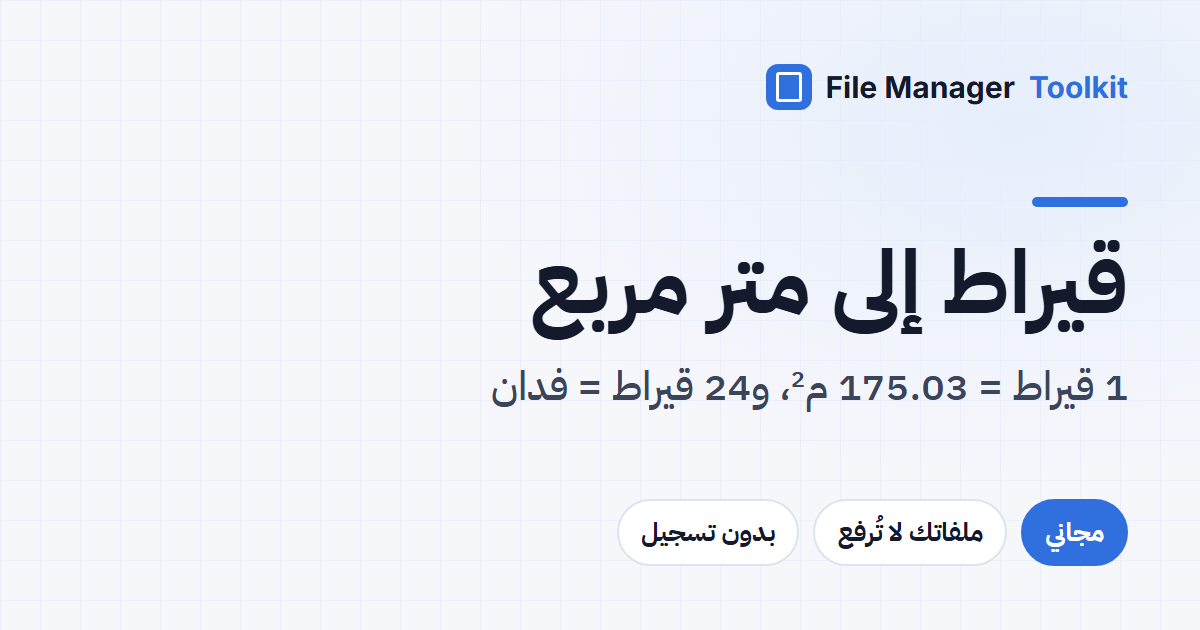 File Manager Toolkit
قيراط إلى متر مربع
1 قيراط = 175.03 م²، و24 قيراط = فدان
مجاني
ملفاتك لا تُرفع
بدون تسجيل